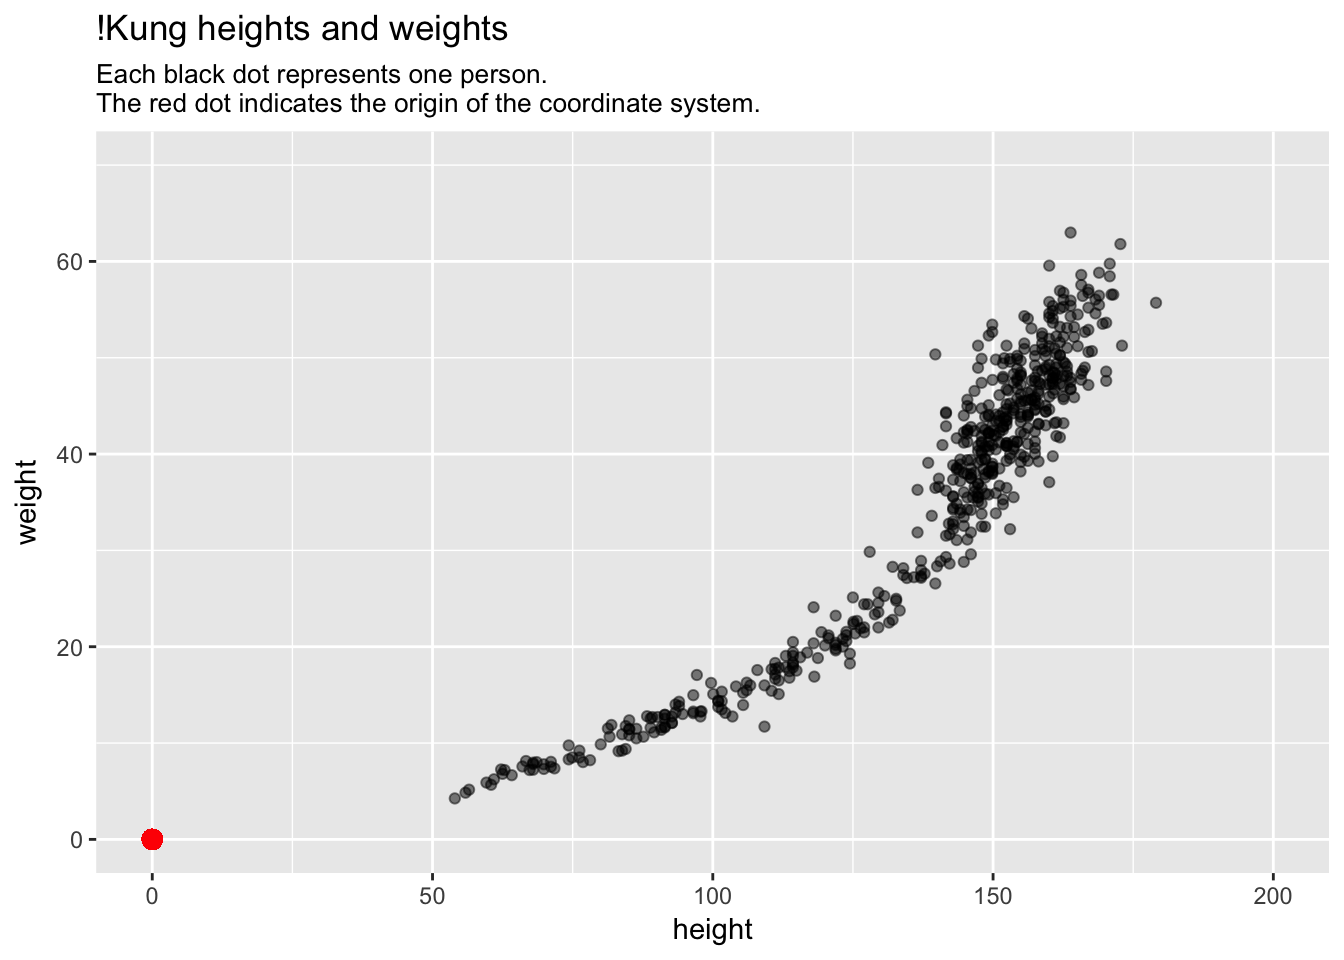 !Kung heights and weights
Each black dot represents one person.
The red dot indicates the origin of the coordinate system.
60
40
20
0
weight
0 50 100 150 200
height